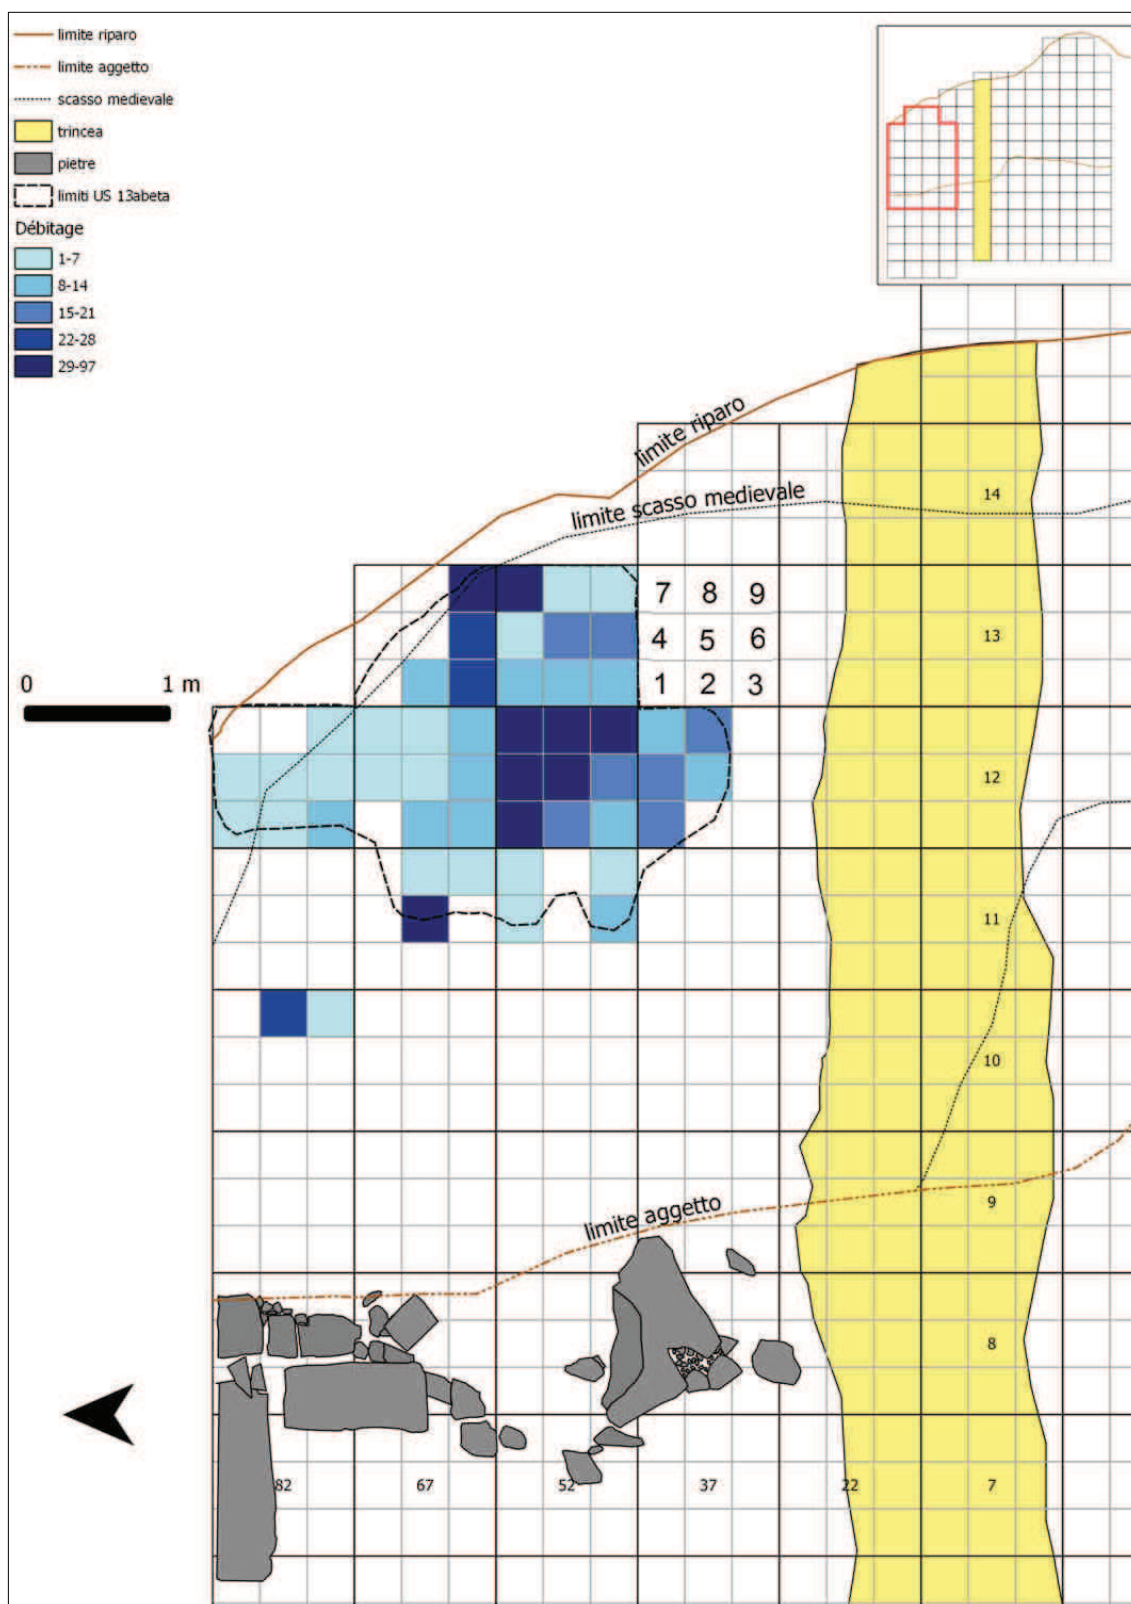 limite riparo
limite aggetto
scasso medievale
trincea
pietre
limiti US 13abeta
Débitage
1-7
8-14
15-21
22-28
29-97
limite riparo
limite scasso medievale
14
7 8 9
4 5 6
1 2 3
13
0 1 m
12
11
10
limite aggetto
9
8
82 67 52 37 22 7